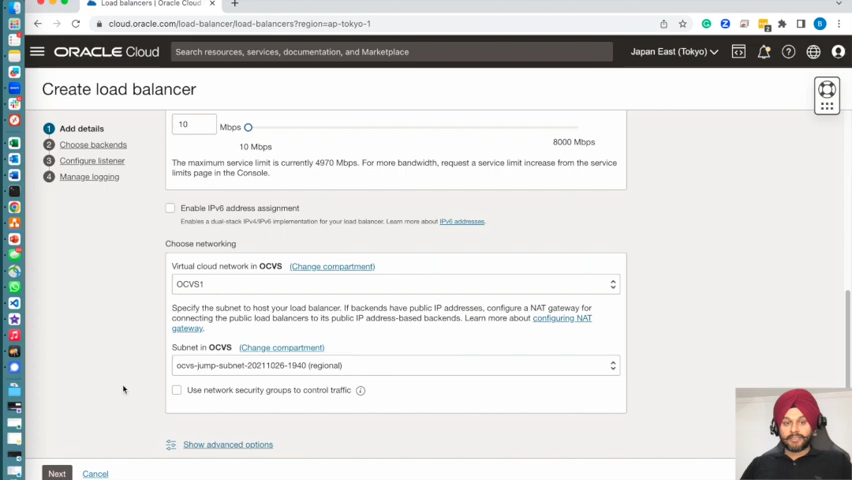 Load balancers | Oracle Cloud
cloud.oracle.com/load-balancer/load-balancers?region=ap-tokyo-1
ORACLE Cloud
Search resources, services, documentation, and Marketplace
Japan East (Tokyo)
Create load balancer
1 Add details
2 Choose backends
3 Configure listener
4 Manage logging
10 Mbps
10 Mbps
8000 Mbps
The maximum service limit is currently 4970 Mbps. For more bandwidth, request a service limit increase from the service
limits page in the Console.
Enable IPv6 address assignment
Enables a dual-stack IPv4/IPv6 implementation for your load balancer. Learn more about IPv6 addresses.
Choose networking
Virtual cloud network in OCVS (Change compartment)
OCVS1
Specify the subnet to host your load balancer. If backends have public IP addresses, configure a NAT gateway for
connecting the public load balancers to its public IP address-based backends. Learn more about configuring NAT
gateway.
Subnet in OCVS (Change compartment)
ocvs-jump-subnet-20211026-1940 (regional)
Use network security groups to control traffic
Show advanced options
Next
Cancel